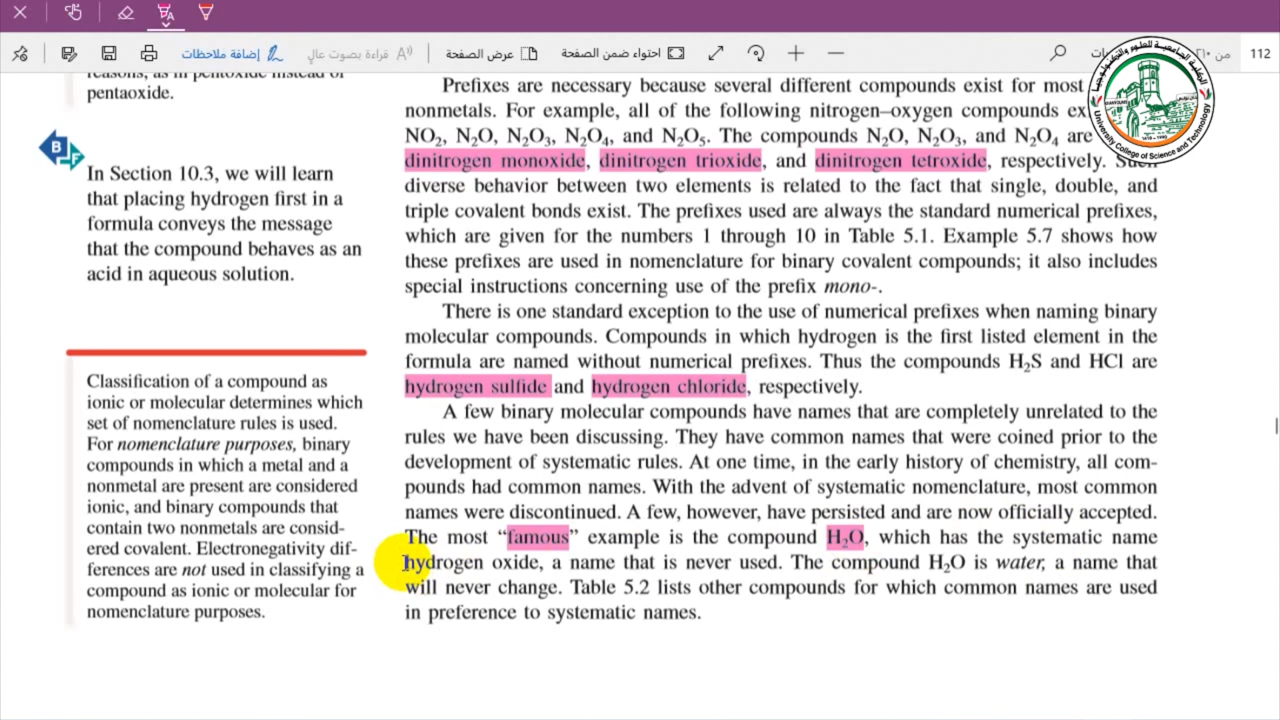 إضافة ملاحظات
قراءة بصوت عالٍ
عرض الصفحة
احتواء ضمن الصفحة
112
من
pentaoxide.
In Section 10.3, we will learn
that placing hydrogen first in a
formula conveys the message
that the compound behaves as an
acid in aqueous solution.
Classification of a compound as
ionic or molecular determines which
set of nomenclature rules is used.
For nomenclature purposes, binary
compounds in which a metal and a
nonmetal are present are considered
ionic, and binary compounds that
contain two nonmetals are consid-
ered covalent. Electronegativity dif-
ferences are not used in classifying a
compound as ionic or molecular for
nomenclature purposes.
Prefixes are necessary because several different compounds exist for most
nonmetals. For example, all of the following nitrogen–oxygen compounds ex
NO₂, N₂O, N₂O₃, N₂O₄, and N₂O₅. The compounds N₂O, N₂O₃, and N₂O₄ are
dinitrogen monoxide, dinitrogen trioxide, and dinitrogen tetroxide, respectively. Such
diverse behavior between two elements is related to the fact that single, double, and
triple covalent bonds exist. The prefixes used are always the standard numerical prefixes,
which are given for the numbers 1 through 10 in Table 5.1. Example 5.7 shows how
these prefixes are used in nomenclature for binary covalent compounds; it also includes
special instructions concerning use of the prefix mono-.
There is one standard exception to the use of numerical prefixes when naming binary
molecular compounds. Compounds in which hydrogen is the first listed element in the
formula are named without numerical prefixes. Thus the compounds H₂S and HCl are
hydrogen sulfide and hydrogen chloride, respectively.
A few binary molecular compounds have names that are completely unrelated to the
rules we have been discussing. They have common names that were coined prior to the
development of systematic rules. At one time, in the early history of chemistry, all com-
pounds had common names. With the advent of systematic nomenclature, most common
names were discontinued. A few, however, have persisted and are now officially accepted.
The most “famous” example is the compound H₂O, which has the systematic name
hydrogen oxide, a name that is never used. The compound H₂O is water, a name that
will never change. Table 5.2 lists other compounds for which common names are used
in preference to systematic names.
B
F
University College of Science and Technology